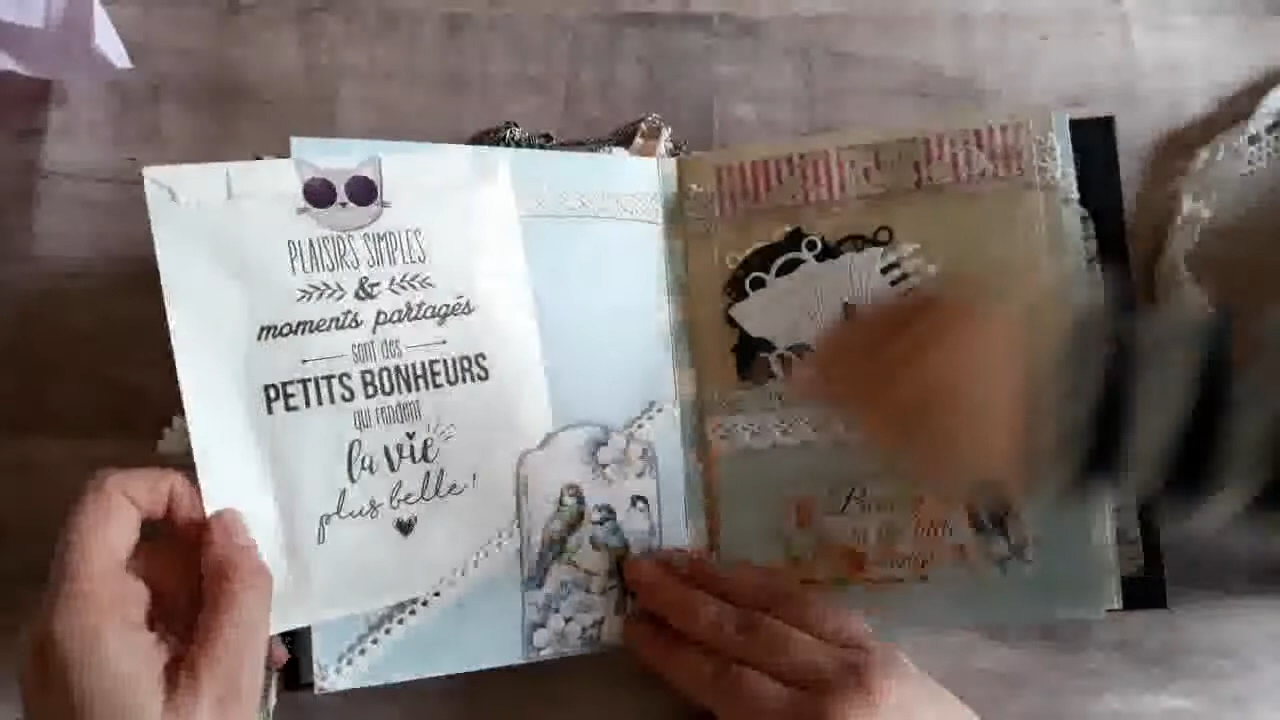 PLAISIRS SIMPLES
&
moments partagés
sont des
PETITS BONHEURS
qui rendent
la vie
plus belle !